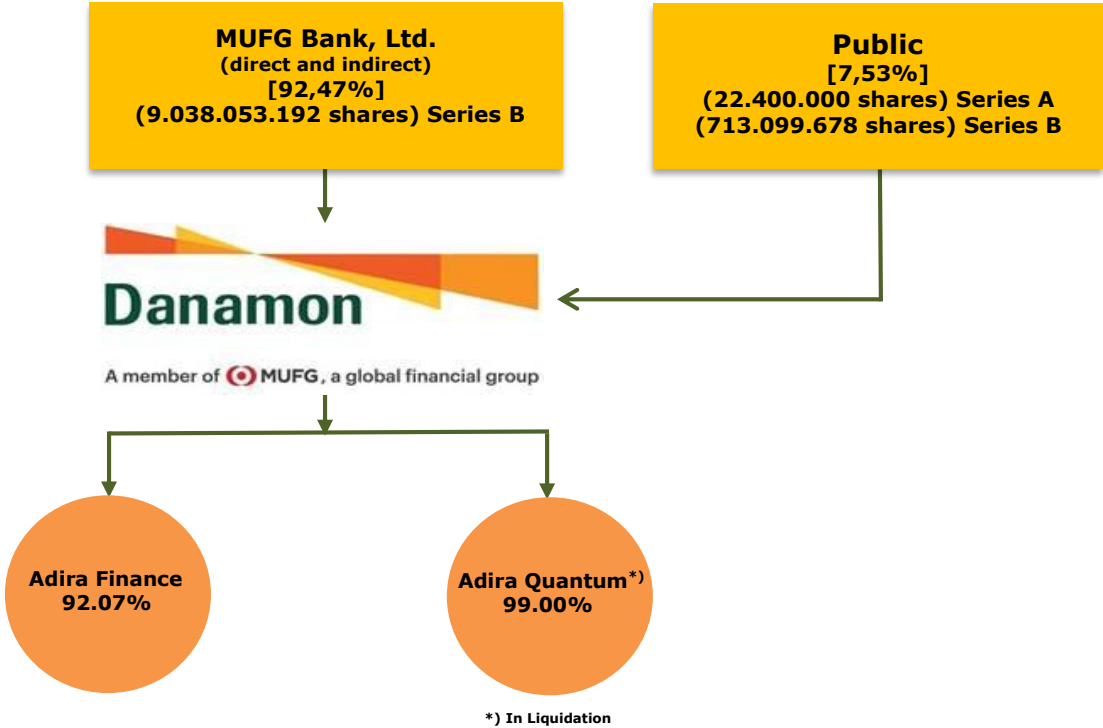 MUFG Bank, Ltd.
(direct and indirect)
[92,47%]
(9.038.053.192 shares) Series B
Public
[7,53%]
(22.400.000 shares) Series A
(713.099.678 shares) Series B
Danamon
A member of MUFG, a global financial group
Adira Finance
92.07%
Adira Quantum*)
99.00%
*) In Liquidation